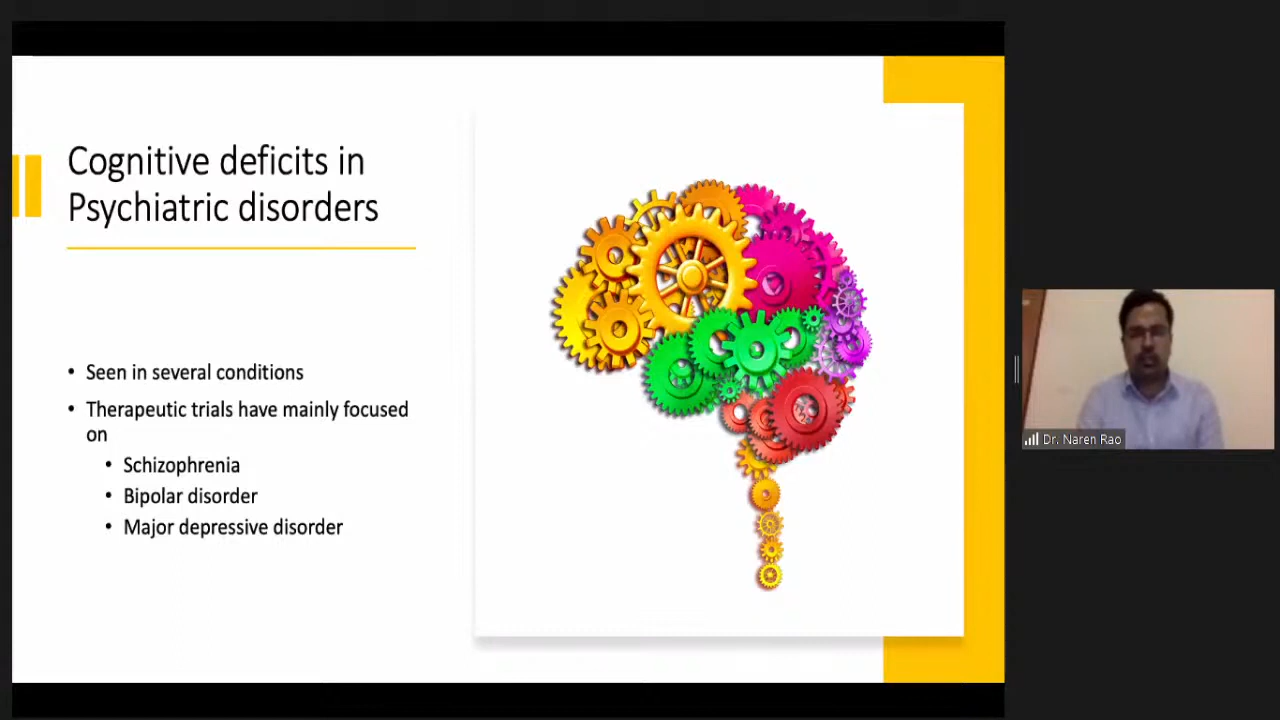 Cognitive deficits in
Psychiatric disorders
• Seen in several conditions
• Therapeutic trials have mainly focused
on
• Schizophrenia
• Bipolar disorder
• Major depressive disorder
Dr. Naren Rao